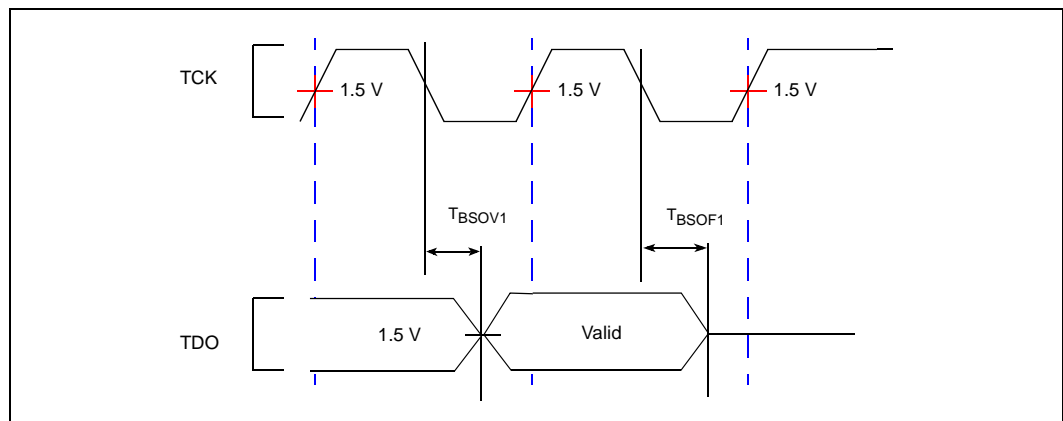 TCK
1.5 V
1.5 V
1.5 V
TBSOV1
TBSOF1
TDO
1.5 V
Valid